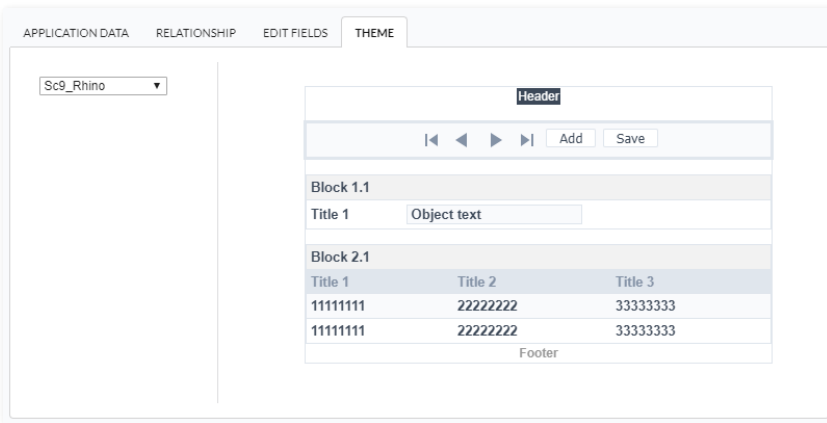 APPLICATION DATA RELATIONSHIP EDIT FIELDS THEME
Sc9_Rhino
Header
Add Save
Block 1.1
Title 1 Object text
Block 2.1
Title 1 Title 2 Title 3
11111111 22222222 33333333
11111111 22222222 33333333
Footer